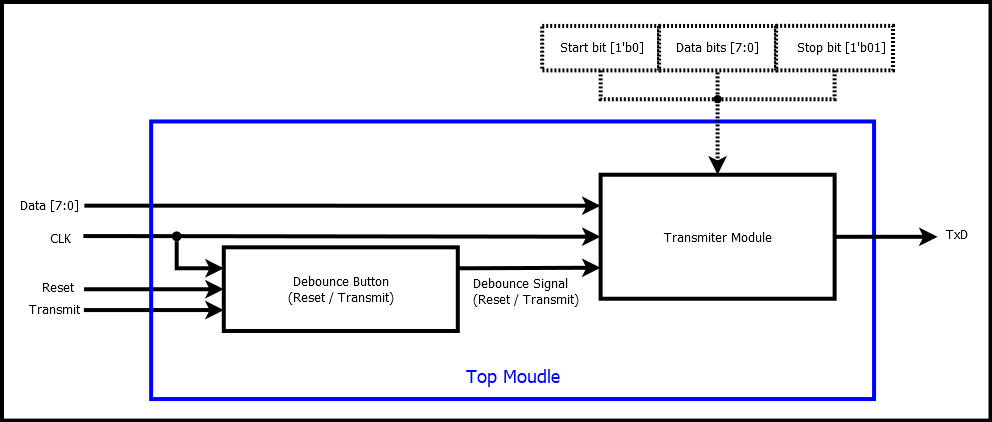 Start bit [1'b0]
Data bits [7:0]
Stop bit [1'b01]
Data [7:0]
CLK
Reset
Transmit
Debounce Button
(Reset / Transmit)
Debounce Signal
(Reset / Transmit)
Transmiter Module
TxD
Top Moudle